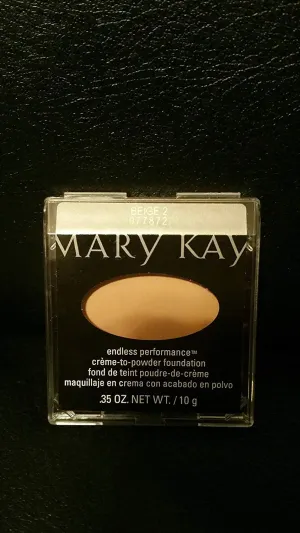 BEIGE 2
977872
MARY KAY
endless performance™
crème-to-powder foundation
fond de teint poudre-de-crème
maquillaje en crema con acabado en polvo
.35 OZ. NET WT. / 10 g